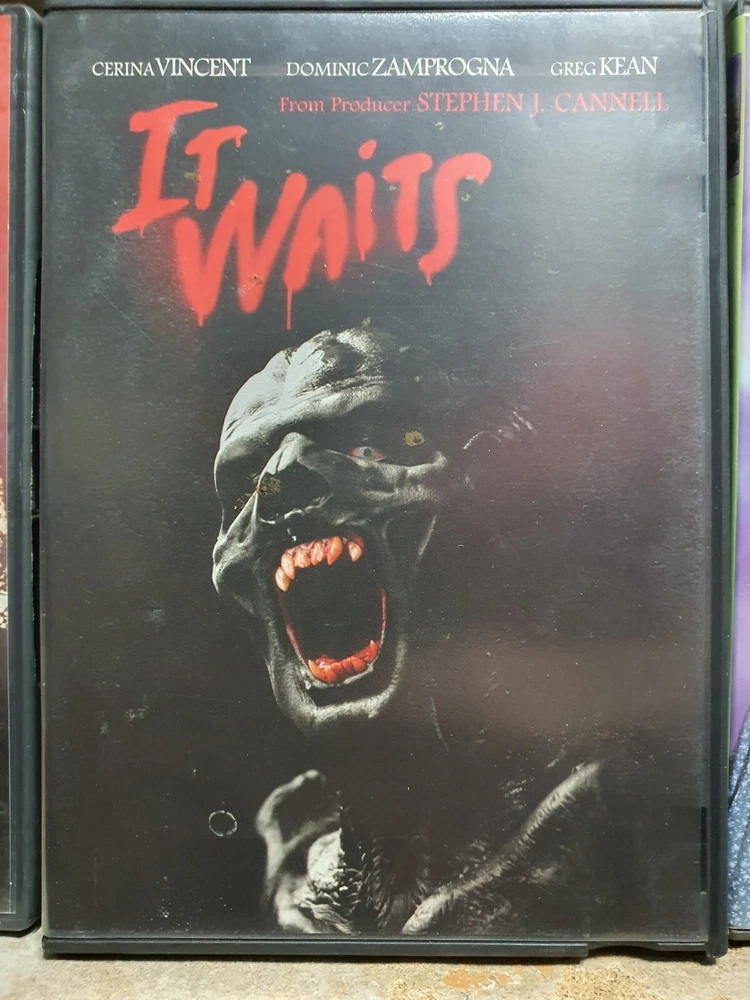 CERINA VINCENT DOMINIC ZAMPROGNA GREG KEAN
From Producer STEPHEN J. CANNELL
IT
WAiTS